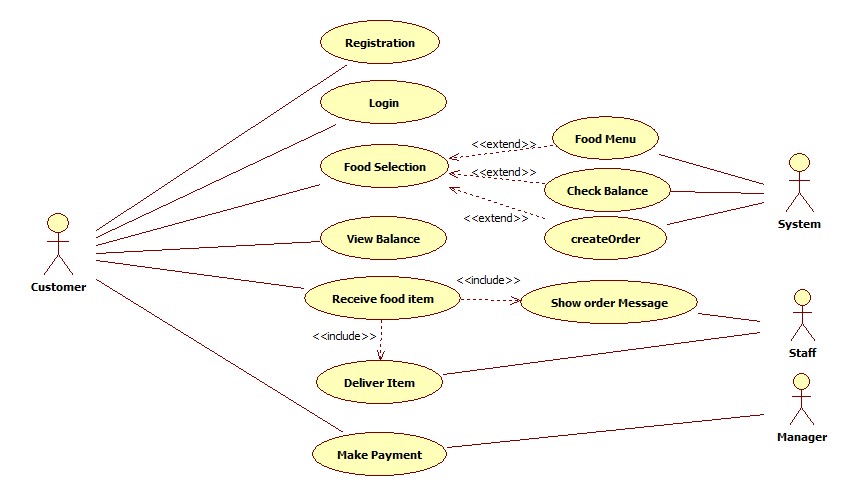 Registration
Login
<<extend>>
Food Menu
Food Selection
<<extend>>
Check Balance
System
<<extend>>
View Balance
createOrder
Customer
<<include>>
Receive food item
Show order Message
<<include>>
Staff
Deliver Item
Manager
Make Payment